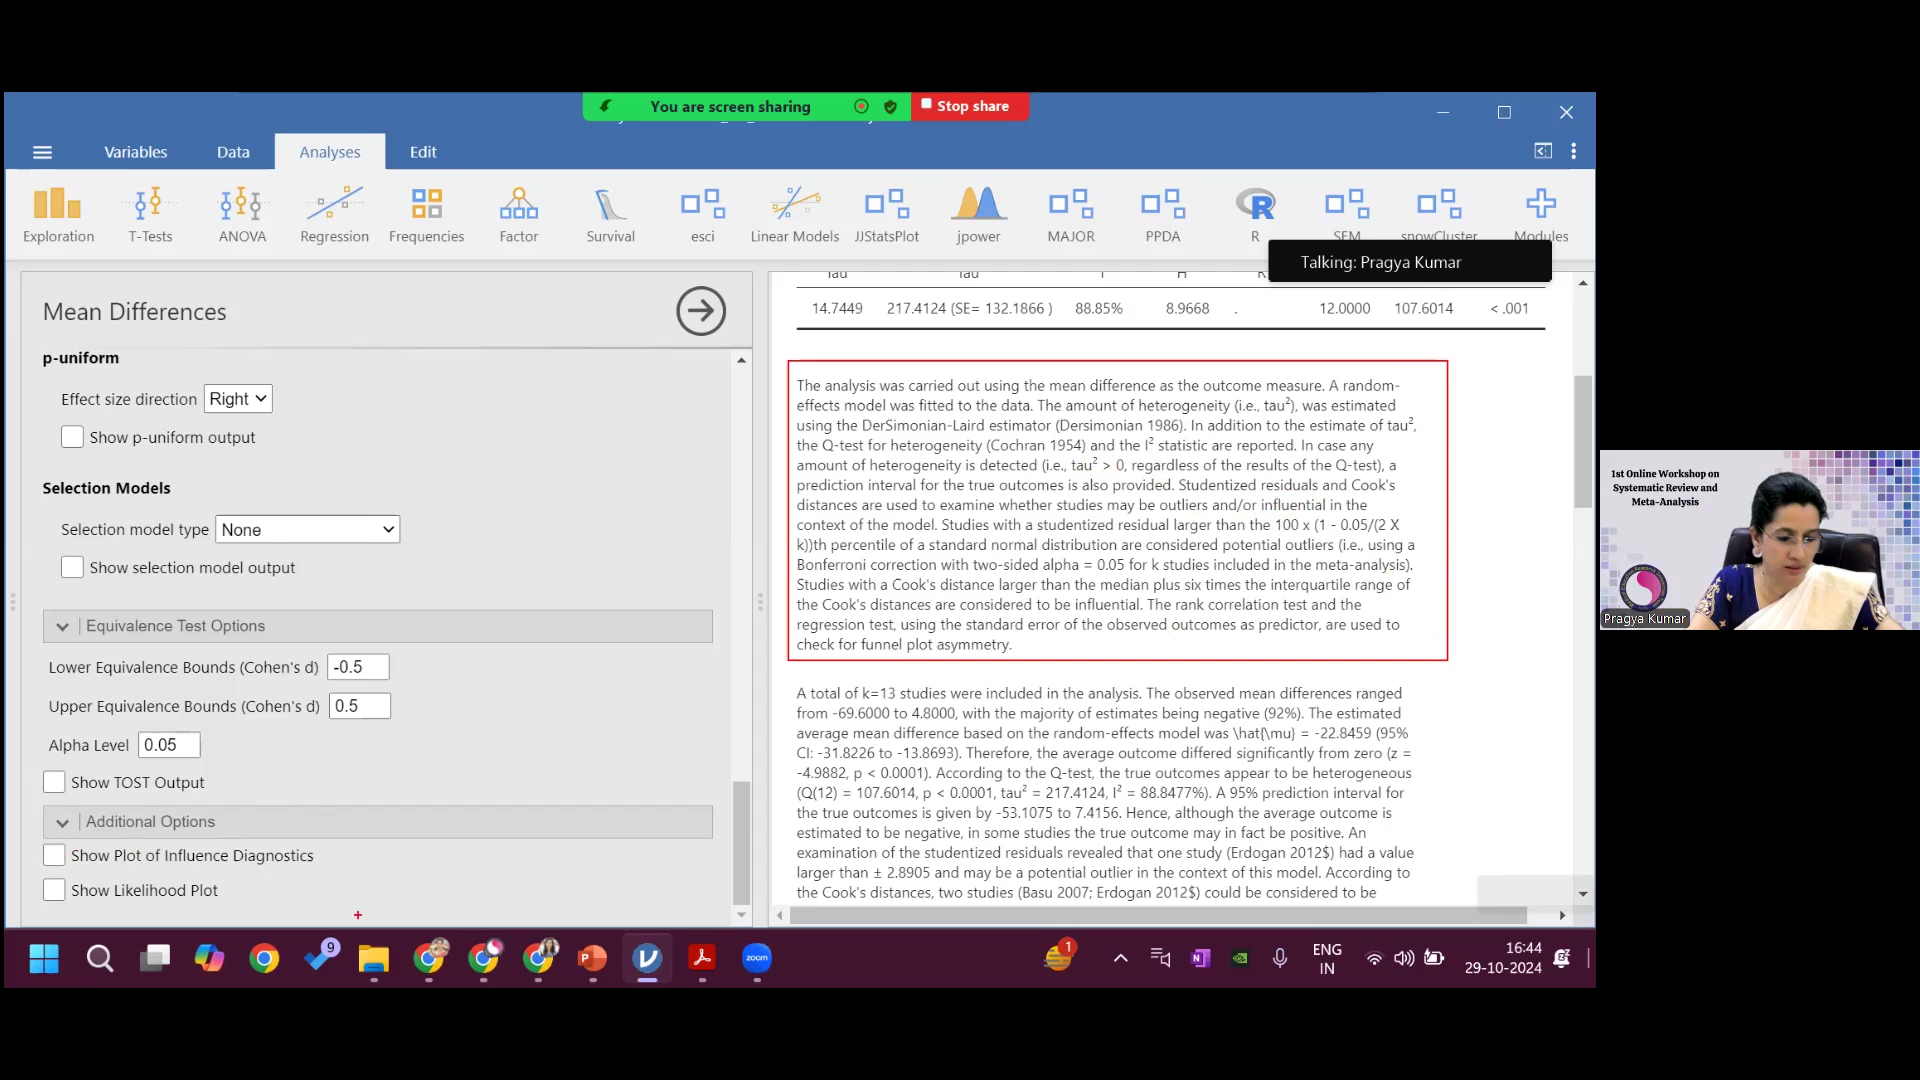 You are screen sharing
Stop share
Variables
Data
Analyses
Edit
Exploration
T-Tests
ANOVA
Regression
Frequencies
Factor
Survival
esci
Linear Models
JJStatsPlot
jpower
MAJOR
PPDA
R
SEM
snowCluster
Modules
Talking: Pragya Kumar
Mean Differences
p-uniform
Effect size direction Right
Show p-uniform output
Selection Models
Selection model type None
Show selection model output
Equivalence Test Options
Lower Equivalence Bounds (Cohen's d) -0.5
Upper Equivalence Bounds (Cohen's d) 0.5
Alpha Level 0.05
Show TOST Output
Additional Options
Show Plot of Influence Diagnostics
Show Likelihood Plot
14.7449 217.4124 (SE= 132.1866 ) 88.85% 8.9668 . 12.0000 107.6014 < .001
The analysis was carried out using the mean difference as the outcome measure. A random-
effects model was fitted to the data. The amount of heterogeneity (i.e., tau²), was estimated
using the DerSimonian-Laird estimator (Dersimonian 1986). In addition to the estimate of tau²,
the Q-test for heterogeneity (Cochran 1954) and the I² statistic are reported. In case any
amount of heterogeneity is detected (i.e., tau² > 0, regardless of the results of the Q-test), a
prediction interval for the true outcomes is also provided. Studentized residuals and Cook's
distances are used to examine whether studies may be outliers and/or influential in the
context of the model. Studies with a studentized residual larger than the 100 x (1 - 0.05/(2 X
k))th percentile of a standard normal distribution are considered potential outliers (i.e., using a
Bonferroni correction with two-sided alpha = 0.05 for k studies included in the meta-analysis).
Studies with a Cook's distance larger than the median plus six times the interquartile range of
the Cook's distances are considered to be influential. The rank correlation test and the
regression test, using the standard error of the observed outcomes as predictor, are used to
check for funnel plot asymmetry.
A total of k=13 studies were included in the analysis. The observed mean differences ranged
from -69.6000 to 4.8000, with the majority of estimates being negative (92%). The estimated
average mean difference based on the random-effects model was \hat{\mu} = -22.8459 (95%
CI: -31.8226 to -13.8693). Therefore, the average outcome differed significantly from zero (z =
-4.9882, p < 0.0001). According to the Q-test, the true outcomes appear to be heterogeneous
(Q(12) = 107.6014, p < 0.0001, tau² = 217.4124, I² = 88.8477%). A 95% prediction interval for
the true outcomes is given by -53.1075 to 7.4156. Hence, although the average outcome is
estimated to be negative, in some studies the true outcome may in fact be positive. An
examination of the studentized residuals revealed that one study (Erdogan 2012$) had a value
larger than ± 2.8905 and may be a potential outlier in the context of this model. According to
the Cook's distances, two studies (Basu 2007; Erdogan 2012$) could be considered to be
1st Online Workshop on
Systematic Review and
Meta-Analysis
Pragya Kumar
9
zoom
1
ENG
IN
16:44
29-10-2024